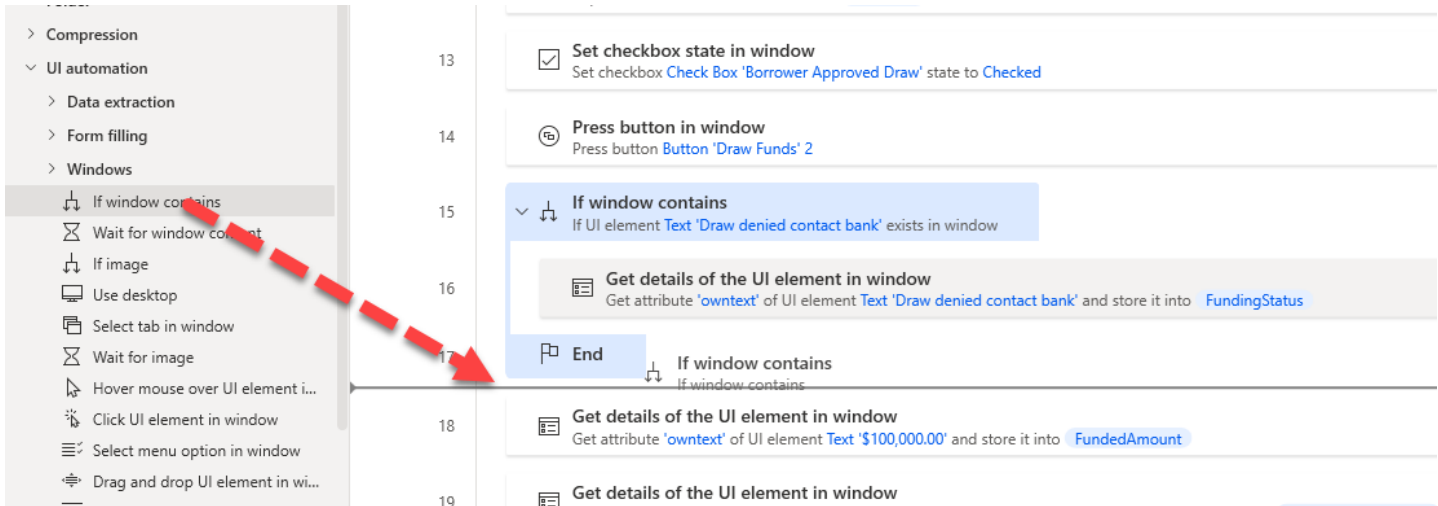 Compression
UI automation
Data extraction
Form filling
Windows
If window contains
Wait for window content
If image
Use desktop
Select tab in window
Wait for image
Hover mouse over UI element i...
Click UI element in window
Select menu option in window
Drag and drop UI element in wi...
13
Set checkbox state in window
Set checkbox Check Box 'Borrower Approved Draw' state to Checked
14
Press button in window
Press button Button 'Draw Funds' 2
15
If window contains
If UI element Text 'Draw denied contact bank' exists in window
16
Get details of the UI element in window
Get attribute 'owntext' of UI element Text 'Draw denied contact bank' and store it into FundingStatus
17
End
If window contains
If window contains
18
Get details of the UI element in window
Get attribute 'owntext' of UI element Text '$100,000.00' and store it into FundedAmount
19
Get details of the UI element in window